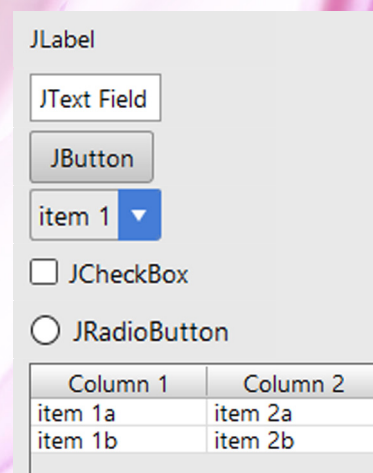 JLabel
JText Field
JButton
item 1
JCheckBox
JRadioButton
Column 1 Column 2
item 1a item 2a
item 1b item 2b